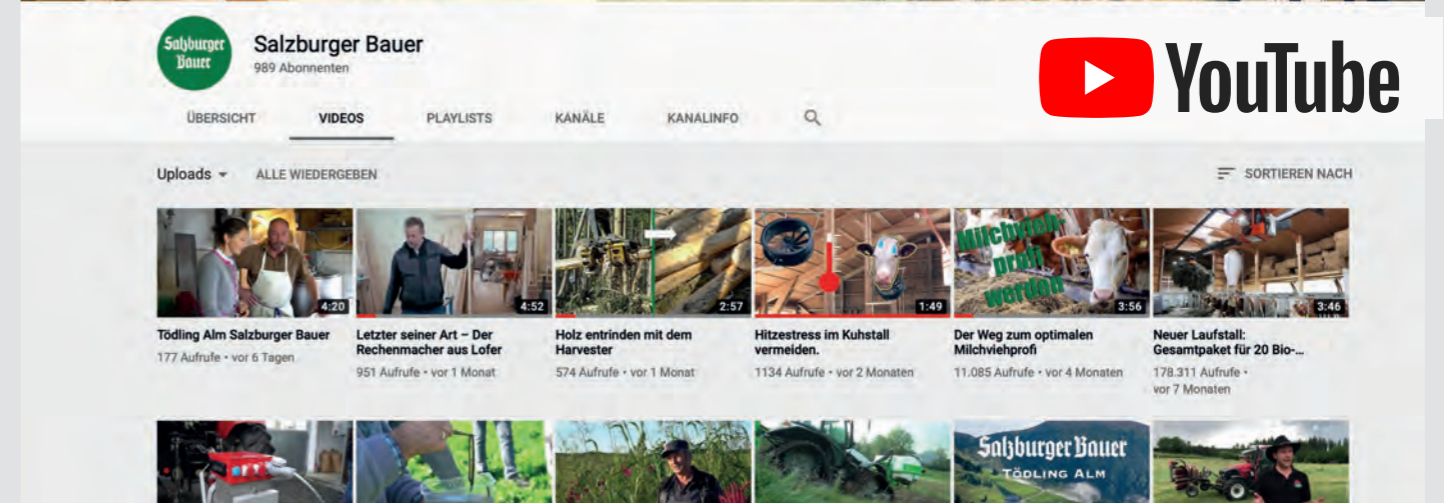 Salzburger
Bauer
Salzburger Bauer
989 Abonnenten
YouTube
ÜBERSICHT VIDEOS PLAYLISTS KANÄLE KANALINFO
Uploads ALLE WIEDERGEBEN SORTIEREN NACH
Milchvieh-
profi
werden
4:20 4:52 2:57 1:49 3:56 3:46
Tödling Alm Salzburger Bauer
177 Aufrufe • vor 6 Tagen
Letzter seiner Art – Der
Rechenmacher aus Lofer
951 Aufrufe • vor 1 Monat
Holz entrinden mit dem
Harvester
574 Aufrufe • vor 1 Monat
Hitzestress im Kuhstall
vermeiden.
1134 Aufrufe • vor 2 Monaten
Der Weg zum optimalen
Milchviehprofi
11.085 Aufrufe • vor 4 Monaten
Neuer Laufstall:
Gesamtpaket für 20 Bio-...
178.311 Aufrufe •
vor 7 Monaten
Salzburger Bauer
TÖDLING ALM